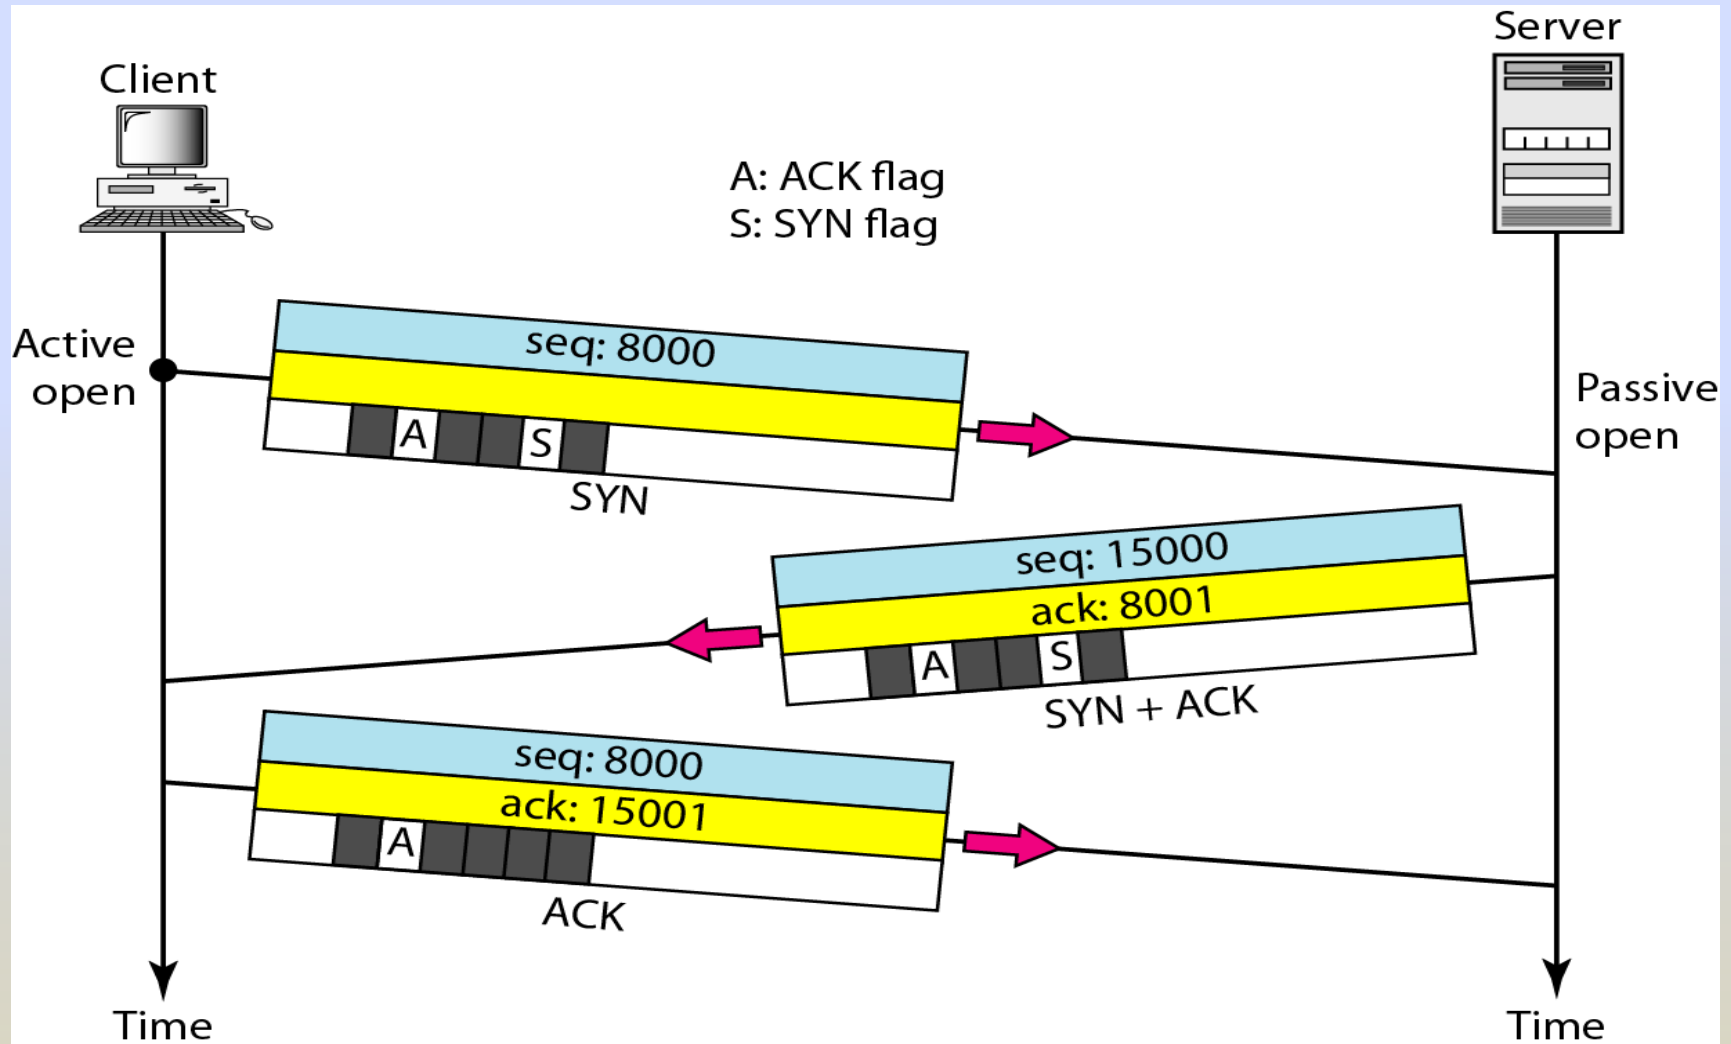 Client
Server
A: ACK flag
S: SYN flag
Active
open
seq: 8000
A S
SYN
Passive
open
seq: 15000
ack: 8001
A S
SYN + ACK
seq: 8000
ack: 15001
A
ACK
Time
Time